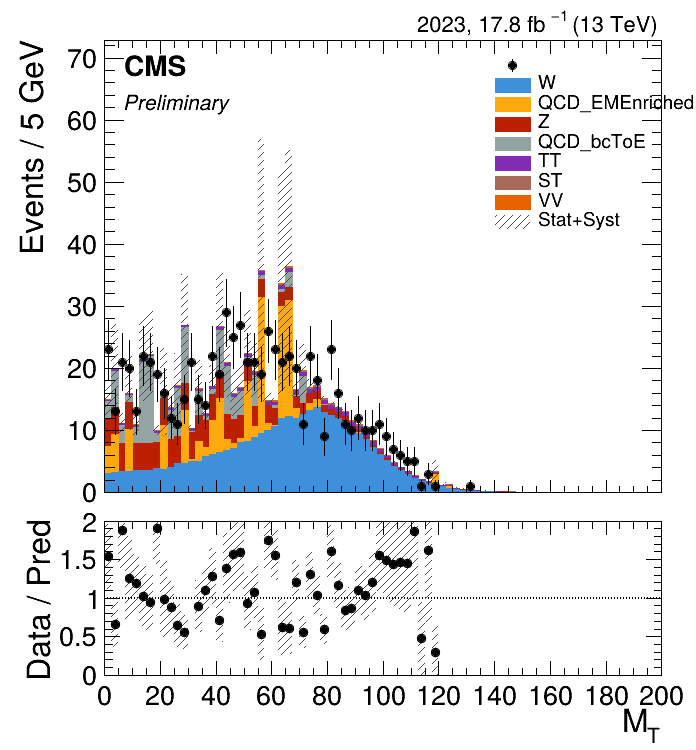 2023, 17.8 fb⁻¹ (13 TeV)
Events / 5 GeV
70
60
50
40
30
20
10
0
CMS
Preliminary
W
QCD_EMEnriched
Z
QCD_bcToE
TT
ST
VV
Stat+Syst
Data / Pred
2
1.5
1
0.5
0
0 20 40 60 80 100 120 140 160 180 200
M_T